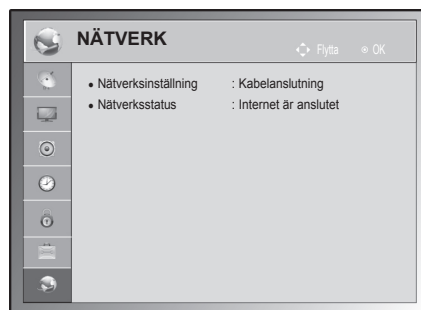 NÄTVERK
Flytta
OK
• Nätverksinställning : Kabelanslutning
• Nätverksstatus : Internet är anslutet